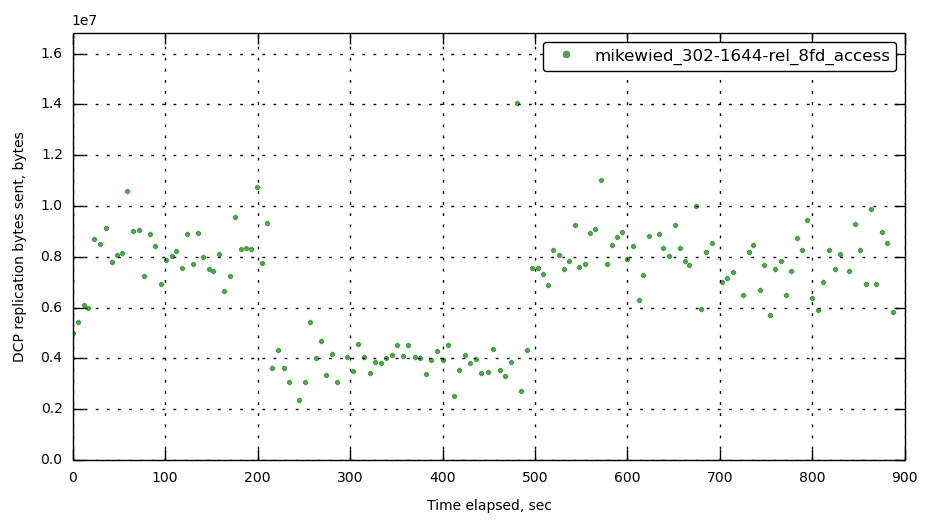 1e7
mikewied_302-1644-rel_8fd_access
1.6
1.4
1.2
1.0
0.8
0.6
0.4
0.2
0.0
DCP replication bytes sent, bytes
0 100 200 300 400 500 600 700 800 900
Time elapsed, sec